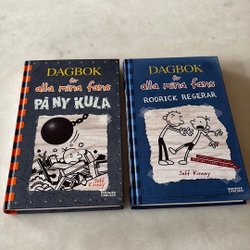 DAGBOK
för
alla mina fans
PÅ NY KULA
Jeff
Kinney
DAGBOK
för
alla mina fans
RODRICK REGERAR
Jeff Kinney